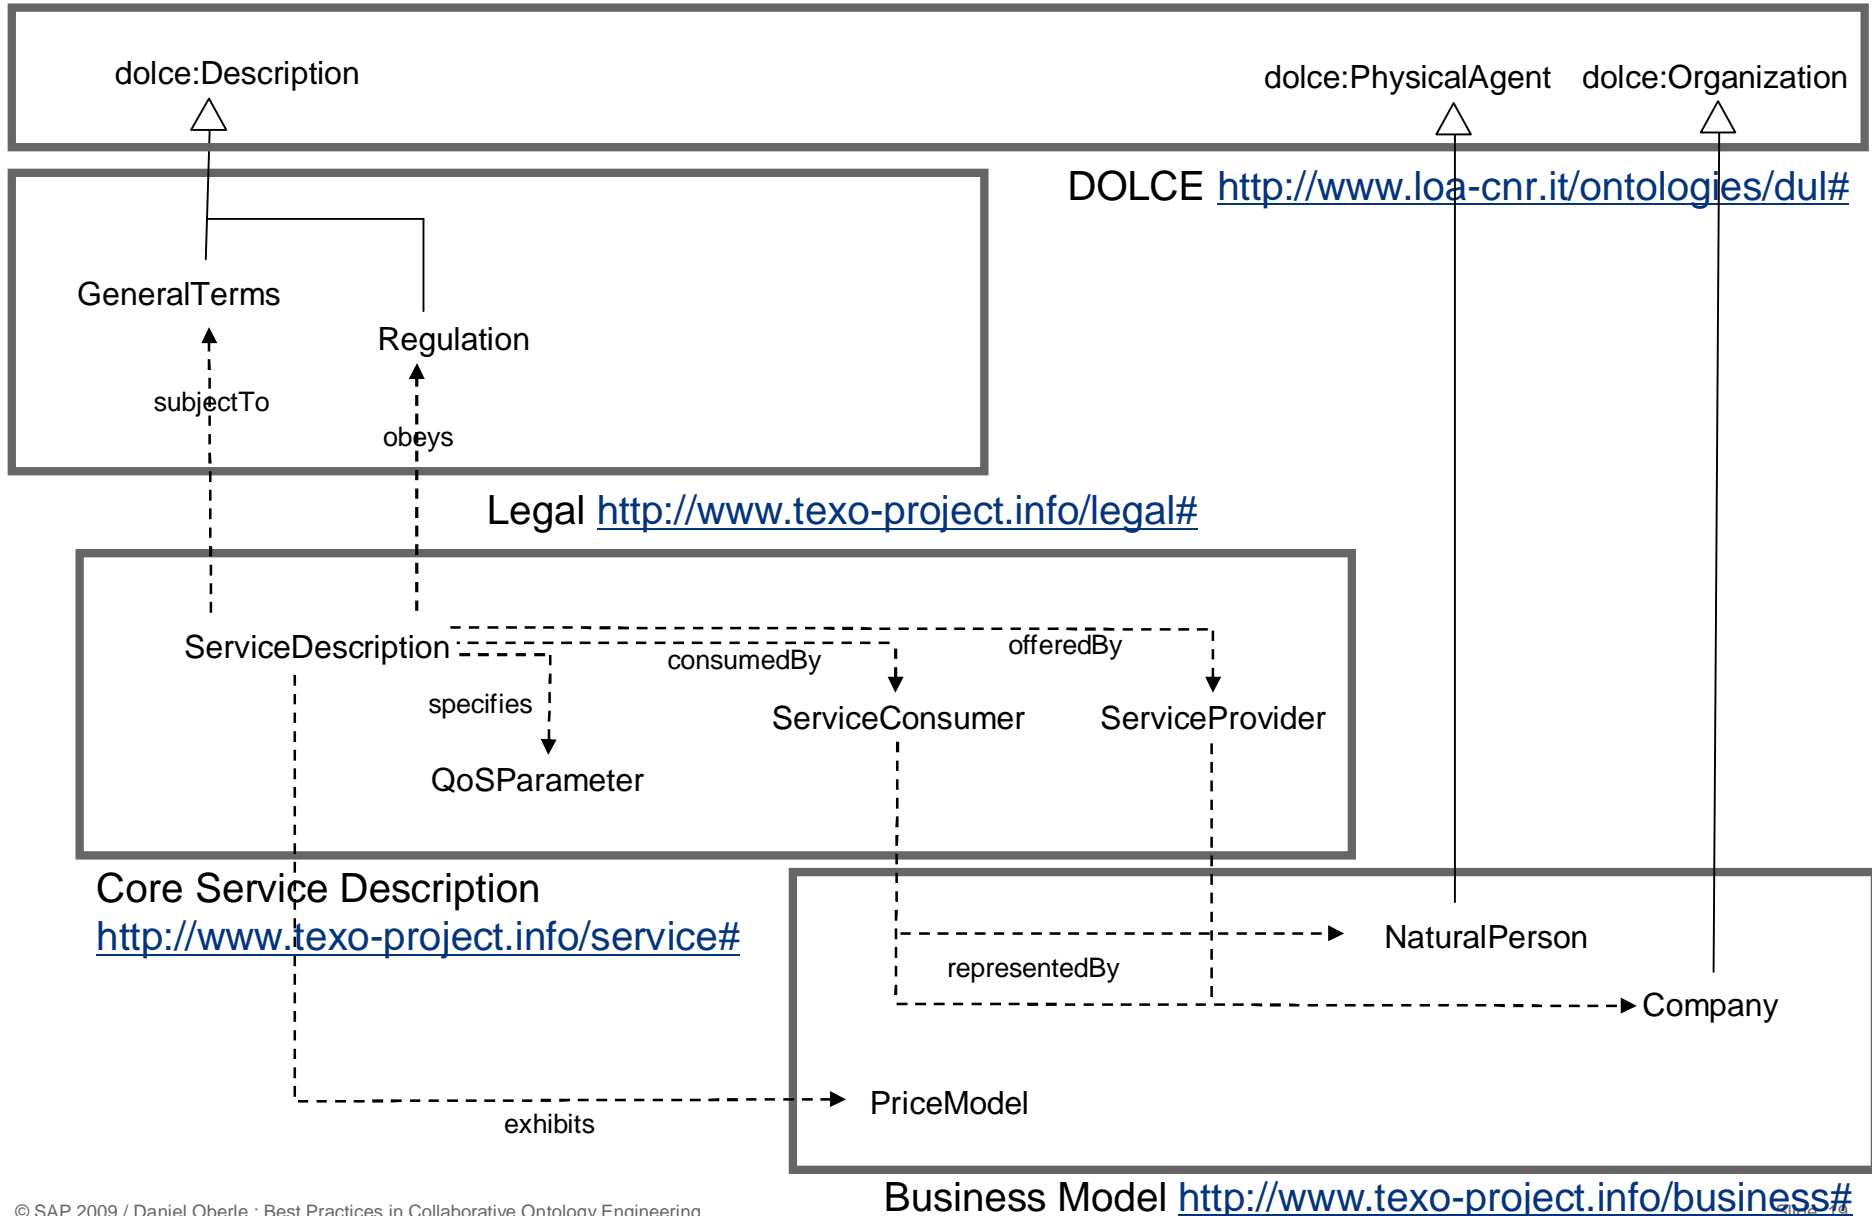 dolce:Description
dolce:PhysicalAgent
dolce:Organization
DOLCE http://www.loa-cnr.it/ontologies/dul#
GeneralTerms
Regulation
subjectTo
obeys
Legal http://www.texo-project.info/legal#
ServiceDescription
offeredBy
consumedBy
specifies
ServiceConsumer
ServiceProvider
QoSParameter
Core Service Description
http://www.texo-project.info/service#
NaturalPerson
representedBy
Company
PriceModel
exhibits
Business Model http://www.texo-project.info/business#
© SAP 2009 / Daniel Oberle : Best Practices in Collaborative Ontology Engineering
Slide 19